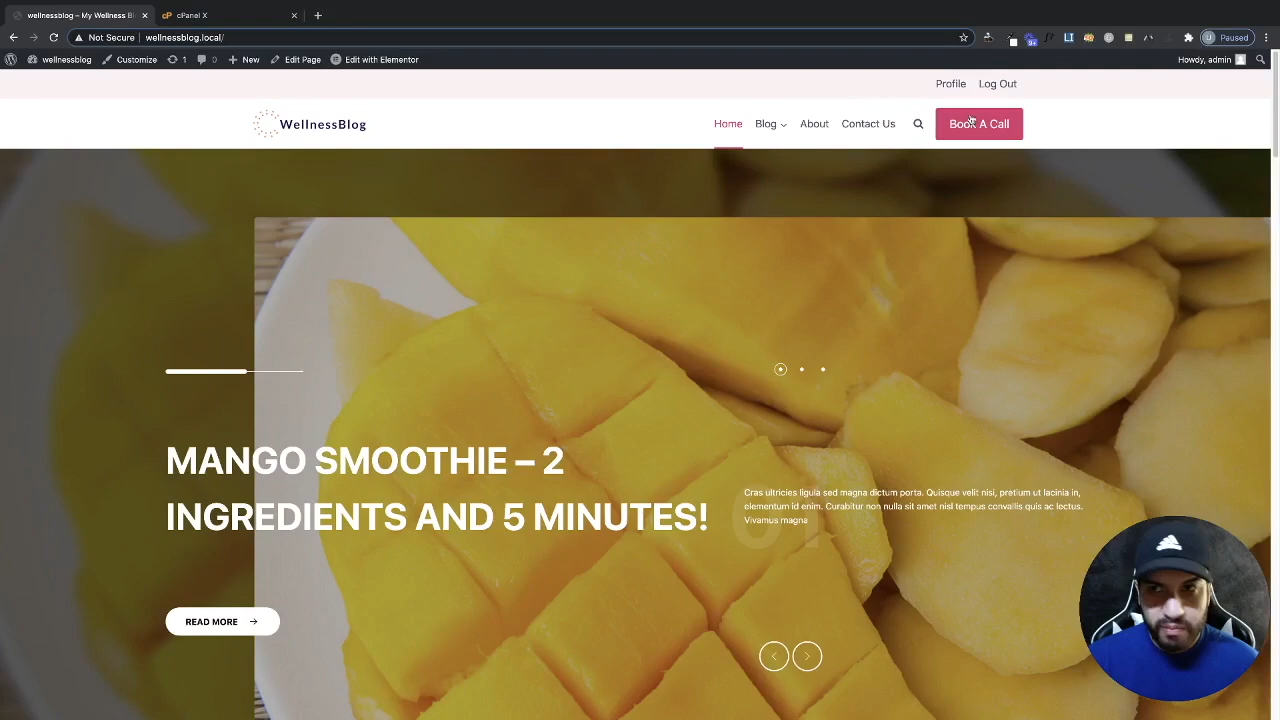 wellnessblog – My Wellness Bl
cPanel X
Not Secure wellnessblog.local/
9+
LI
U Paused
wellnessblog Customize 1 0 New Edit Page Edit with Elementor Howdy, admin
Profile Log Out
WellnessBlog Home Blog About Contact Us Book A Call
MANGO SMOOTHIE – 2
INGREDIENTS AND 5 MINUTES!
01
Cras ultricies ligula sed magna dictum porta. Quisque velit nisi, pretium ut lacinia in,
elementum id enim. Curabitur non nulla sit amet nisl tempus convallis quis ac lectus.
Vivamus magna
READ MORE